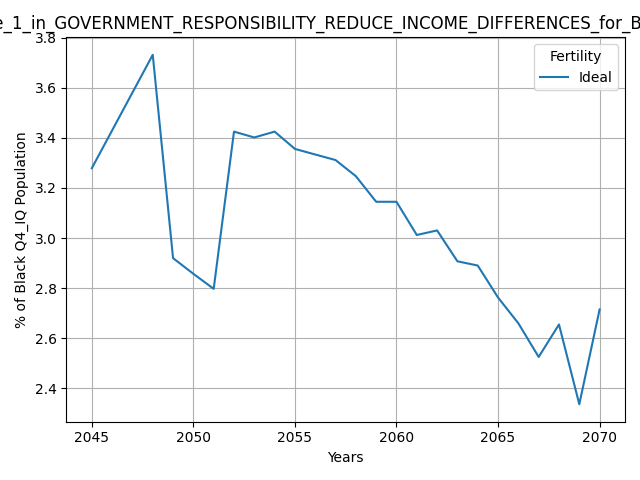 e_1_in_GOVERNMENT_RESPONSIBILITY_REDUCE_INCOME_DIFFERENCES_for_B
Fertility
Ideal
% of Black Q4_IQ Population
3.8
3.6
3.4
3.2
3.0
2.8
2.6
2.4
2045
2050
2055
2060
2065
2070
Years